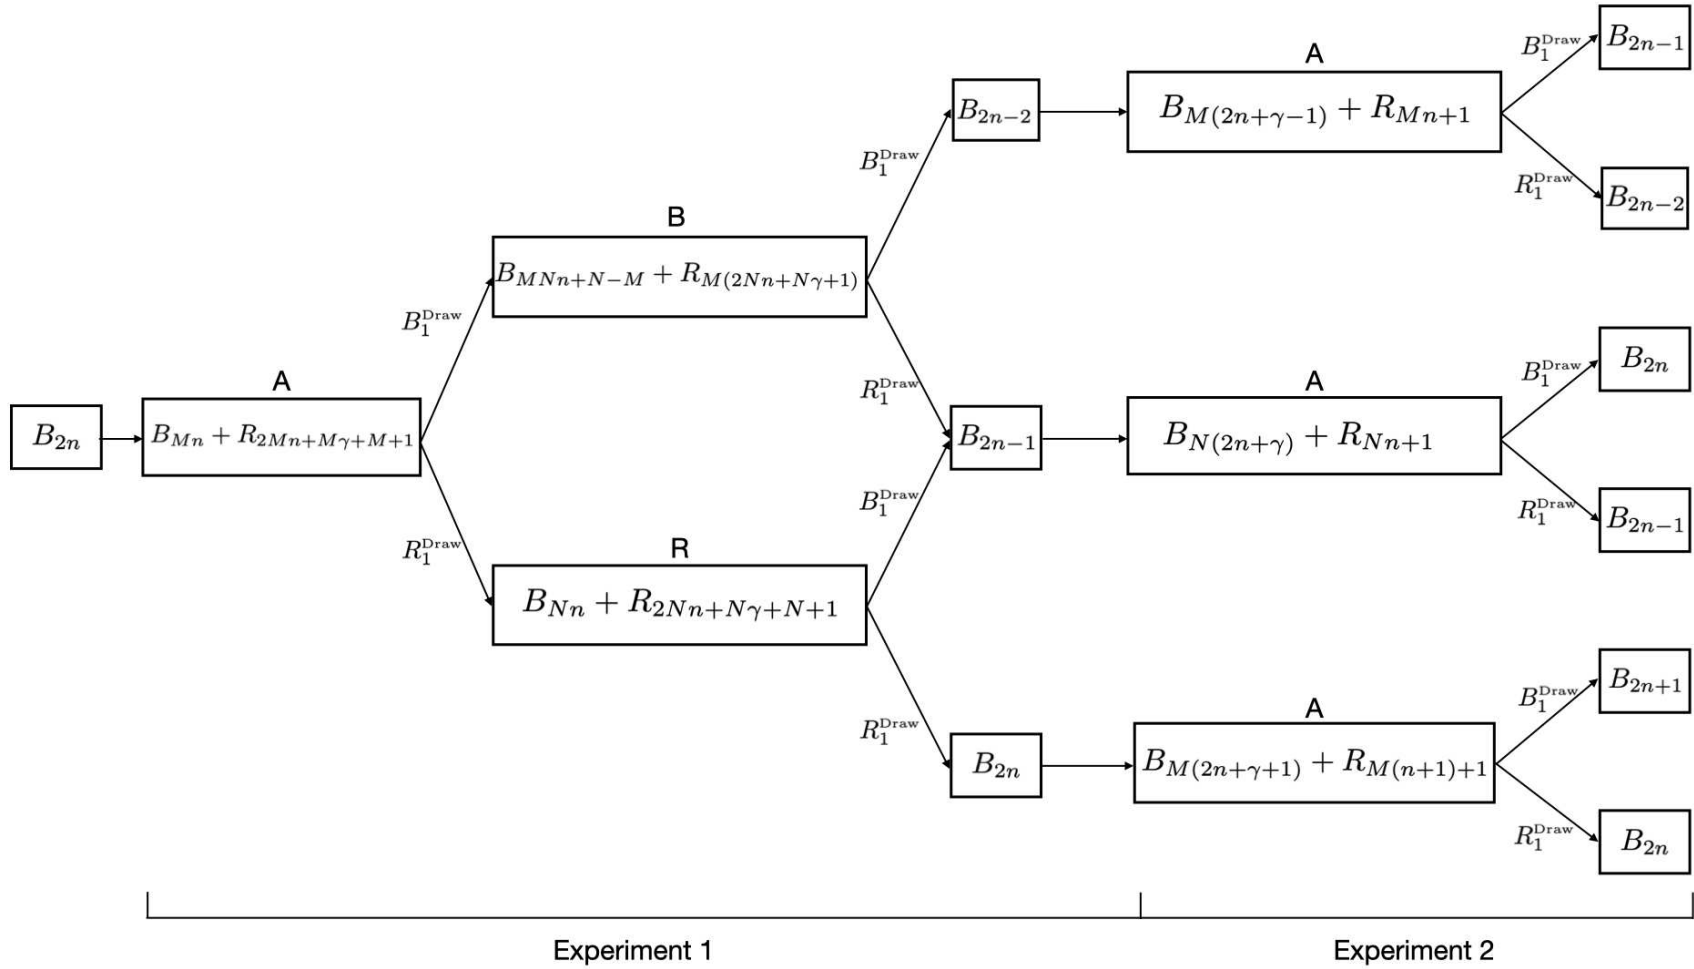 A
B_{2n-1}
B_1^{Draw}
B_{2n-2}
B_{M(2n+γ-1)} + R_{Mn+1}
B_1^{Draw}
R_1^{Draw}
B_{2n-2}
B
B_{MNn+N-M} + R_{M(2Nn+Nγ+1)}
B_1^{Draw}
R_1^{Draw}
A
B_{2n}
B_{Mn} + R_{2Mn+Mγ+M+1}
A
B_{2n-1}
B_{N(2n+γ)} + R_{Nn+1}
B_1^{Draw}
B_{2n}
R_1^{Draw}
B_{2n-1}
R_1^{Draw}
B_1^{Draw}
R
B_{Nn} + R_{2Nn+Nγ+N+1}
R_1^{Draw}
A
B_{2n}
B_{M(2n+γ+1)} + R_{M(n+1)+1}
B_1^{Draw}
B_{2n+1}
R_1^{Draw}
B_{2n}
Experiment 1
Experiment 2